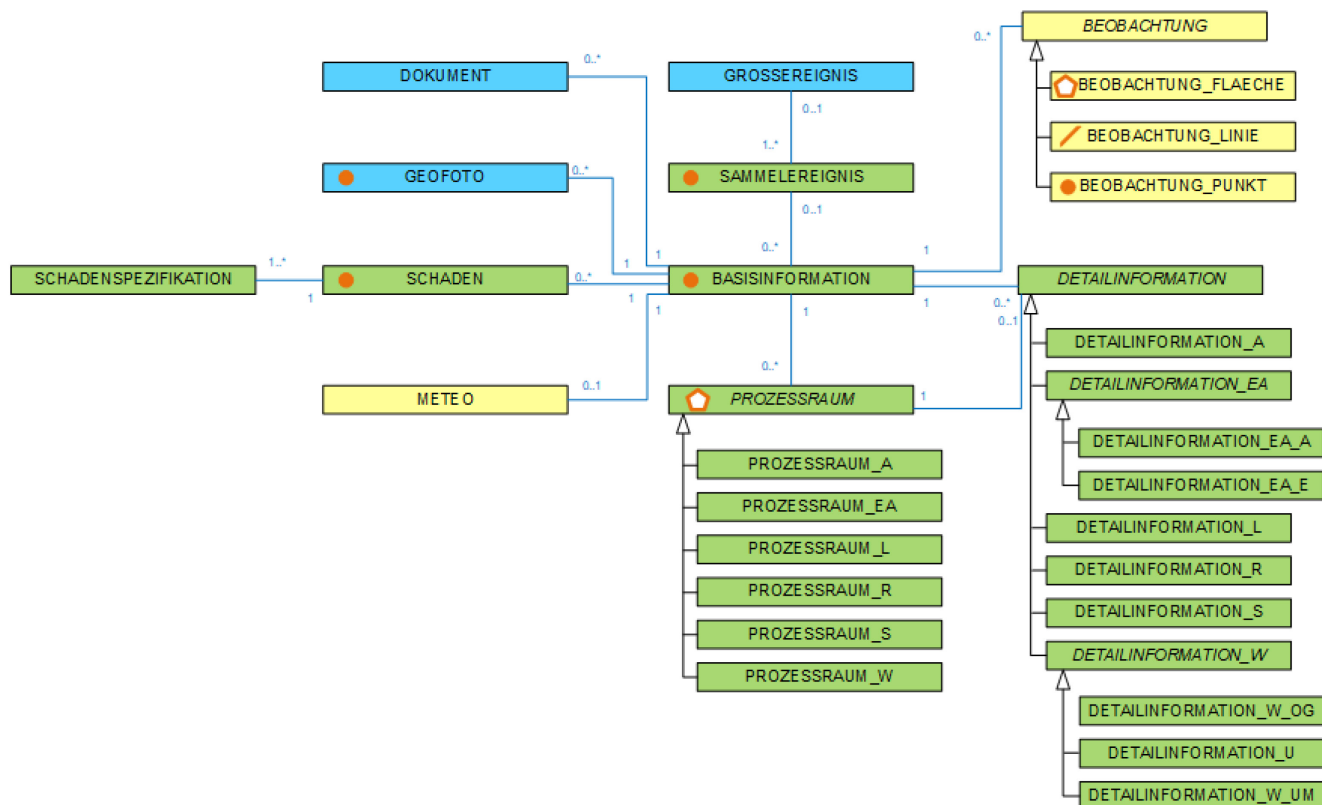 0..*
BEOBACHTUNG
1
0..*
DOKUMENT
GROSSEREIGNIS
BEOBACHTUNG_FLAECHE
0..1
BEOBACHTUNG_LINIE
1..*
GEOFOTO
0..*
SAMMELEREIGNIS
BEOBACHTUNG_PUNKT
0..1
0..*
1
1
1
1..*
SCHADENSPEZIFIKATION
SCHADEN
0..*
BASISINFORMATION
DETAILINFORMATION
1
1
1
1
1
0..*
0..1
DETAILINFORMATION_A
0..*
0..1
DETAILINFORMATION_EA
METEO
PROZESSRAUM
1
DETAILINFORMATION_EA_A
PROZESSRAUM_A
DETAILINFORMATION_EA_E
PROZESSRAUM_EA
DETAILINFORMATION_L
PROZESSRAUM_L
DETAILINFORMATION_R
PROZESSRAUM_R
DETAILINFORMATION_S
PROZESSRAUM_S
DETAILINFORMATION_W
PROZESSRAUM_W
DETAILINFORMATION_W_OG
DETAILINFORMATION_U
DETAILINFORMATION_W_UM